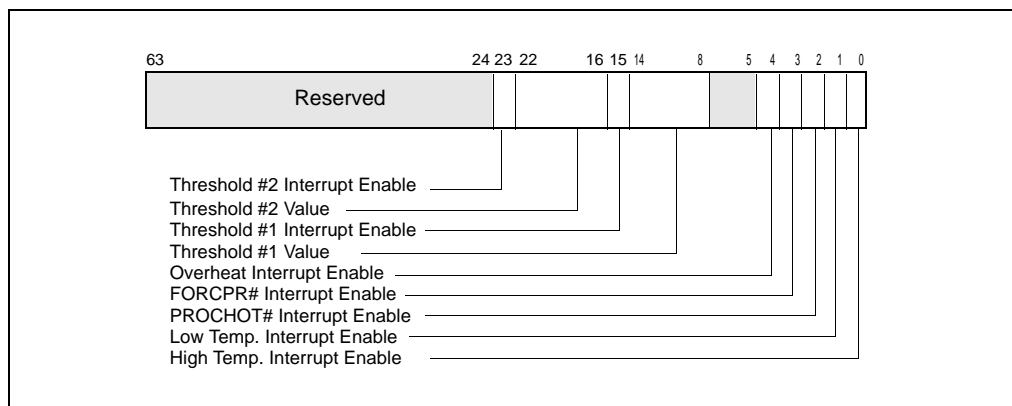 63 24 23 22 16 15 14 8 5 4 3 2 1 0
Reserved
Threshold #2 Interrupt Enable
Threshold #2 Value
Threshold #1 Interrupt Enable
Threshold #1 Value
Overheat Interrupt Enable
FORCPR# Interrupt Enable
PROCHOT# Interrupt Enable
Low Temp. Interrupt Enable
High Temp. Interrupt Enable